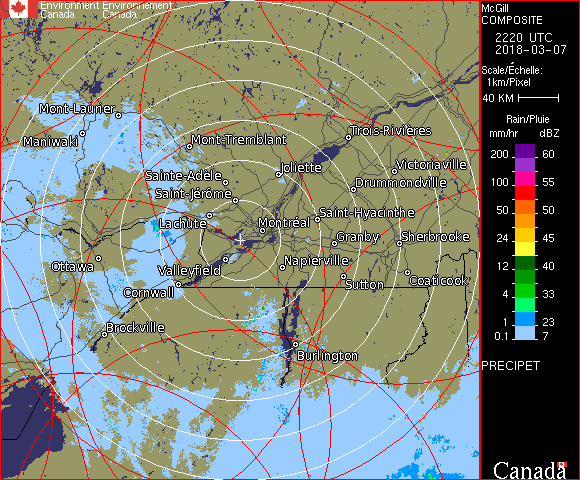 Environment Environnement
Canada Canada
McGill
COMPOSITE
2220 UTC
2018-03-07
Scale/Échelle:
1km/Pixel
40 KM
Rain/Pluie
mm/hr dBZ
200 60
100 55
50 50
24 45
12 40
4 33
1 23
0.1 7
PRECIPET
Canada
Mont-Laurier
Maniwaki
Mont-Tremblant
Trois-Rivières
Sainte-Adèle
Joliette
Victoriaville
Saint-Jérôme
Drummondville
Lachute
Saint-Hyacinthe
Montréal
Granby
Sherbrooke
Ottawa
Valleyfield
Napierville
Cornwall
Sutton
Coaticook
Brockville
Burlington